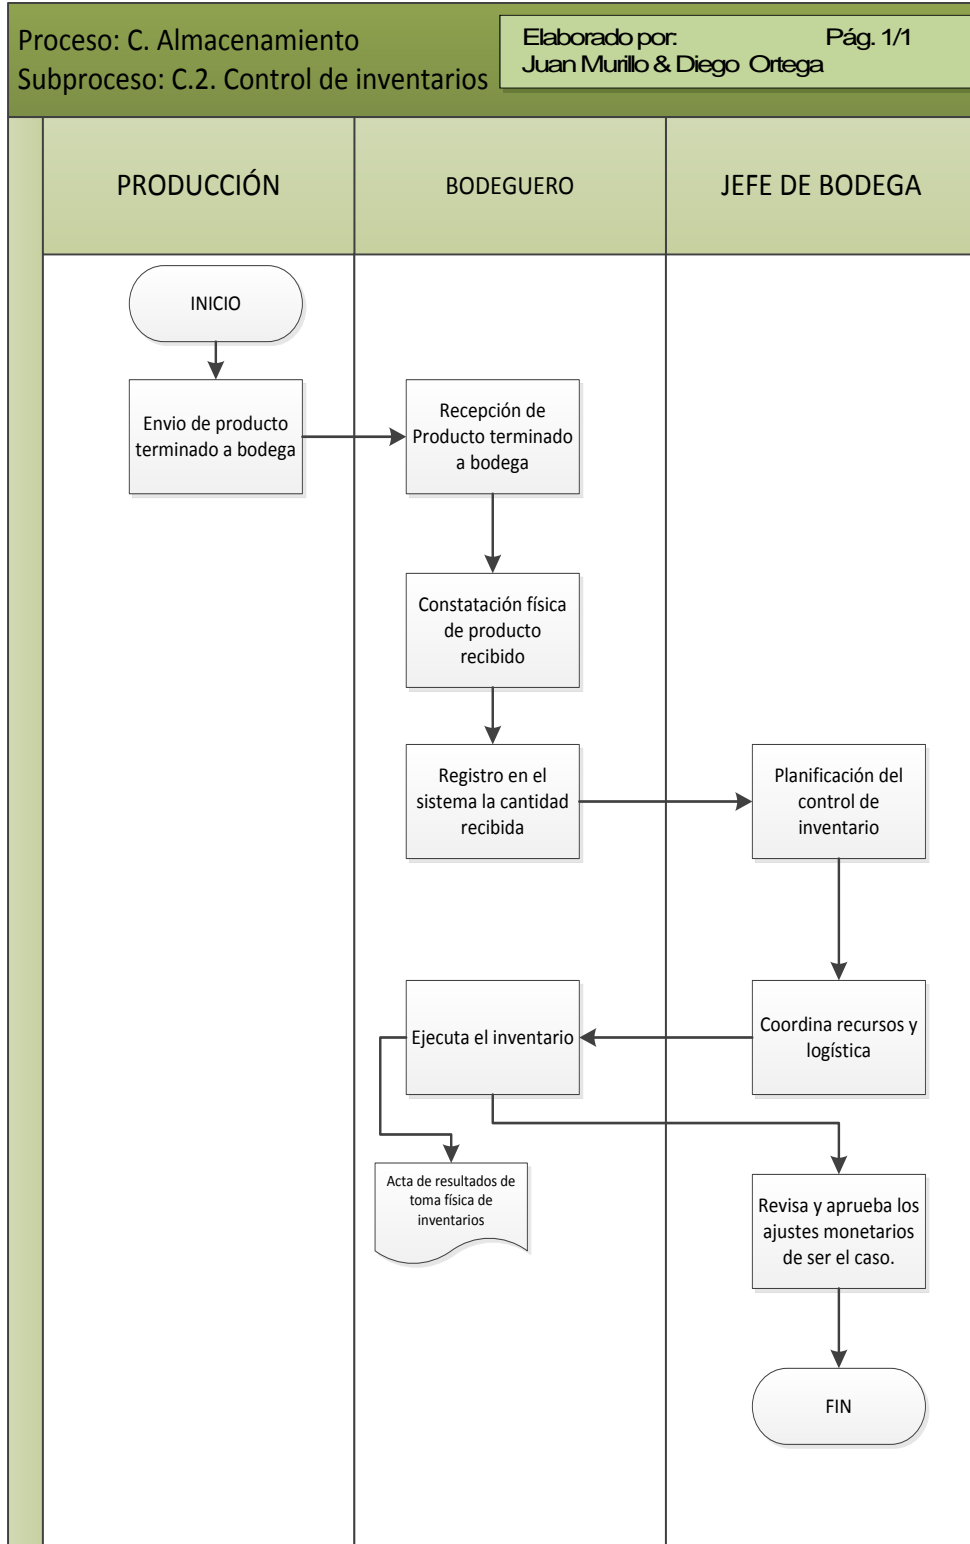 Proceso: C. Almacenamiento
Subproceso: C.2. Control de inventarios
Elaborado por: Pág. 1/1
Juan Murillo & Diego Ortega
PRODUCCIÓN
BODEGUERO
JEFE DE BODEGA
INICIO
Envio de producto
terminado a bodega
Recepción de
Producto terminado
a bodega
Constatación física
de producto
recibido
Registro en el
sistema la cantidad
recibida
Planificación del
control de
inventario
Coordina recursos y
logística
Ejecuta el inventario
Acta de resultados de
toma física de
inventarios
Revisa y aprueba los
ajustes monetarios
de ser el caso.
FIN